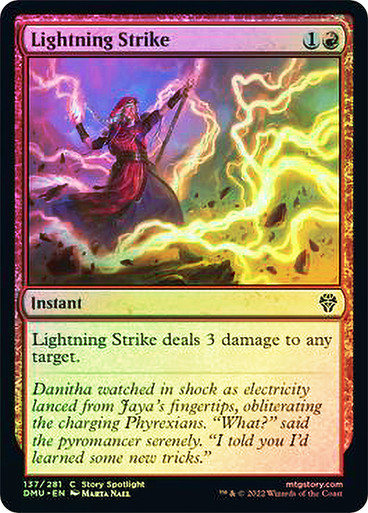 Lightning Strike 1
Instant
Lightning Strike deals 3 damage to any
target.
Danitha watched in shock as electricity
lanced from Jaya's fingertips, obliterating
the charging Phyrexians. "What?" said
the pyromancer serenely. "I told you I'd
learned some new tricks."
137/281 C Story Spotlight mtgstory.com
DMU • EN Marta Nael ™ & © 2022 Wizards of the Coast